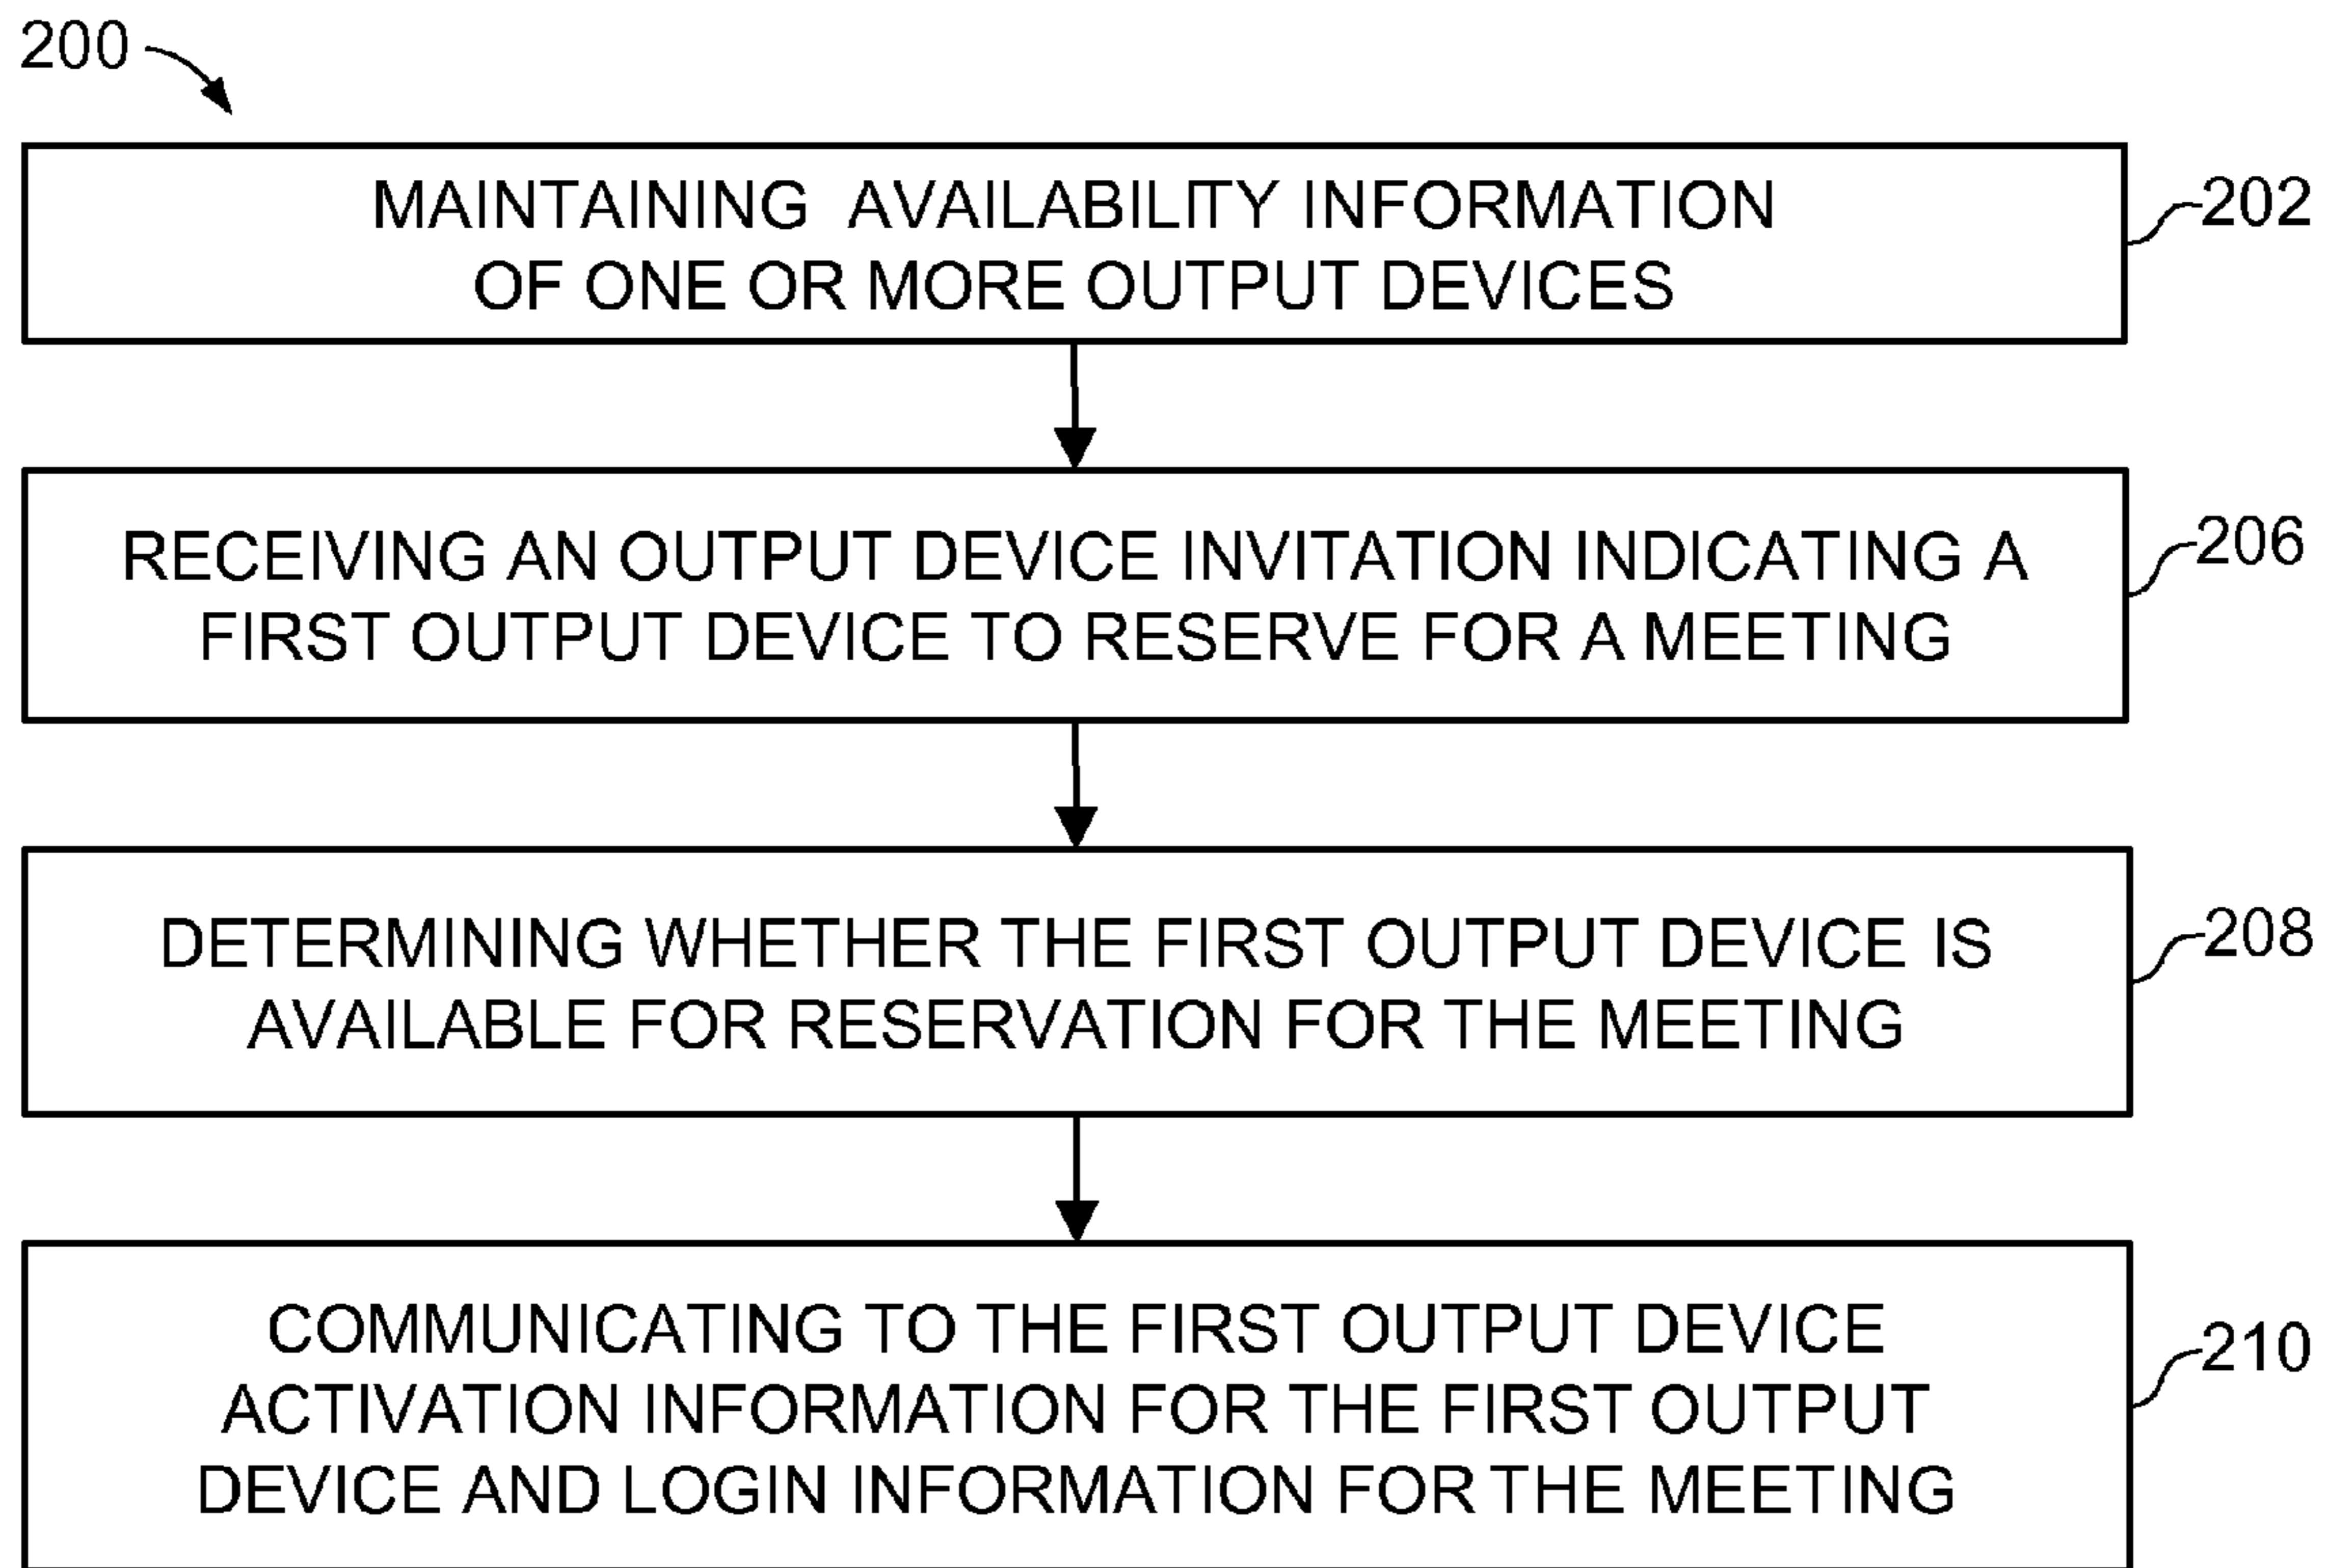 200
MAINTAINING AVAILABILITY INFORMATION
OF ONE OR MORE OUTPUT DEVICES
202
RECEIVING AN OUTPUT DEVICE INVITATION INDICATING A
FIRST OUTPUT DEVICE TO RESERVE FOR A MEETING
206
DETERMINING WHETHER THE FIRST OUTPUT DEVICE IS
AVAILABLE FOR RESERVATION FOR THE MEETING
208
COMMUNICATING TO THE FIRST OUTPUT DEVICE
ACTIVATION INFORMATION FOR THE FIRST OUTPUT
DEVICE AND LOGIN INFORMATION FOR THE MEETING
210